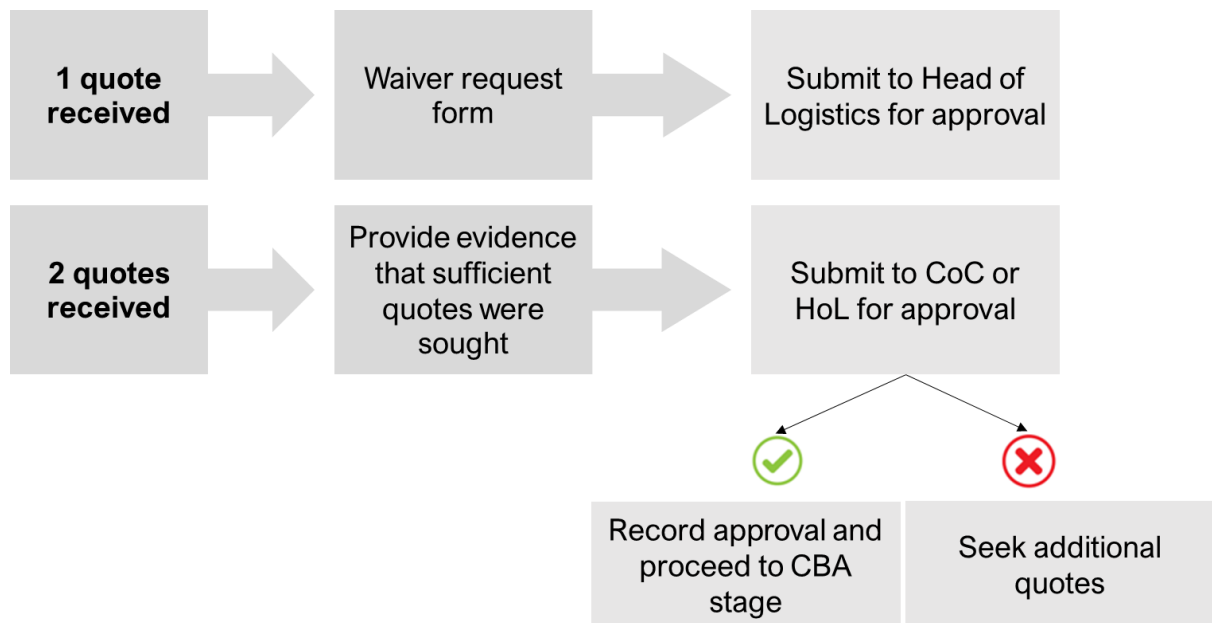 1 quote
received
Waiver request
form
Submit to Head of
Logistics for approval
2 quotes
received
Provide evidence
that sufficient
quotes were
sought
Submit to CoC or
HoL for approval
Record approval and
proceed to CBA
stage
Seek additional
quotes